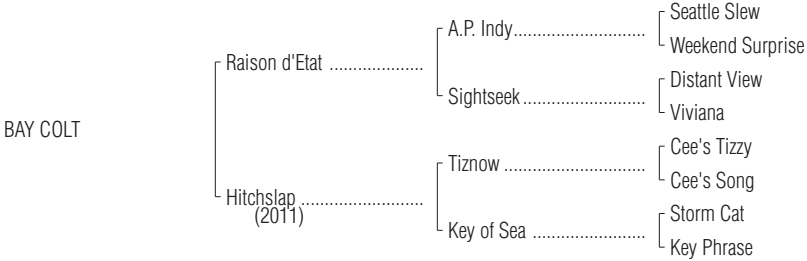 Seattle Slew
A.P. Indy..............................
Weekend Surprise
Raison d'Etat .....................
Distant View
Sightseek............................
Viviana
BAY COLT
Cee's Tizzy
Tiznow ................................
Cee's Song
Hitchslap ............................
(2011)
Storm Cat
Key of Sea ..........................
Key Phrase